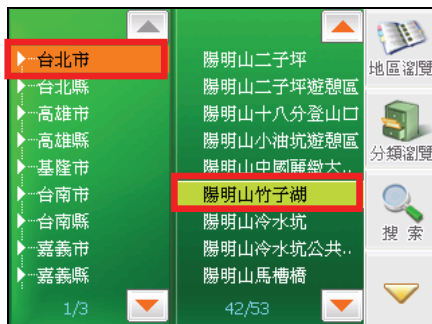 台北市
台北縣
高雄市
高雄縣
基隆市
台南市
台南縣
嘉義市
嘉義縣
1/3
陽明山二子坪
陽明山二子坪遊憩區
陽明山十八分登山口
陽明山小油坑遊憩區
陽明山中國麗緻大..
陽明山竹子湖
陽明山冷水坑
陽明山冷水坑公共..
陽明山馬槽橋
42/53
地區瀏覽
分類瀏覽
搜 索